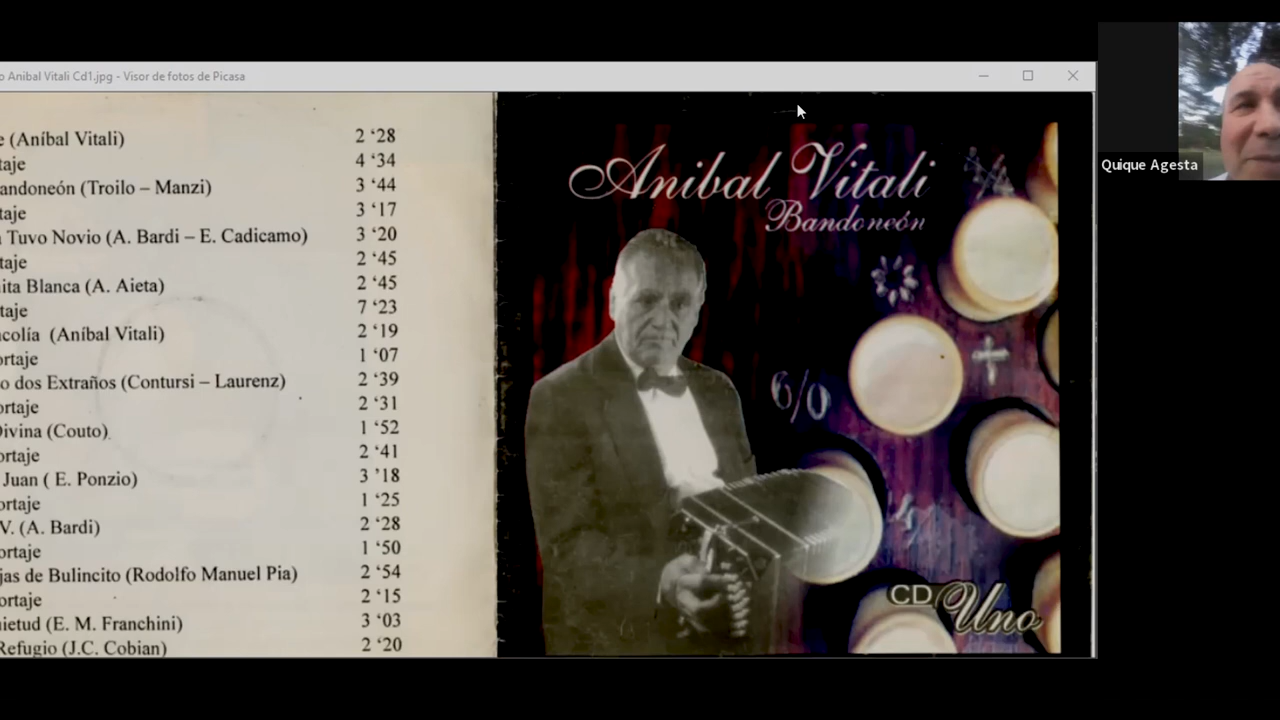 o Anibal Vitali Cd1.jpg - Visor de fotos de Picasa
e (Aníbal Vitali) 2 ‘28
taje 4 ‘34
andoneón (Troilo – Manzi) 3 ‘44
taje 3 ‘17
a Tuvo Novio (A. Bardi – E. Cadicamo) 3 ‘20
taje 2 ‘45
ita Blanca (A. Aieta) 2 ‘45
taje 7 ‘23
colía (Aníbal Vitali) 2 ‘19
ortaje 1 ‘07
o dos Extraños (Contursi – Laurenz) 2 ‘39
ortaje 2 ‘31
Divina (Couto) 1 ‘52
ortaje 2 ‘41
Juan ( E. Ponzio) 3 ’18
ortaje 1 ‘25
V. (A. Bardi) 2 ‘28
ortaje 1 ‘50
jas de Bulincito (Rodolfo Manuel Pia) 2 ‘54
ortaje 2 ‘15
ietud (E. M. Franchini) 3 ‘03
Refugio (J.C. Cobian) 2 ‘20
Anibal Vitali
Bandoneón
6/0
4
CD Uno
Quique Agesta